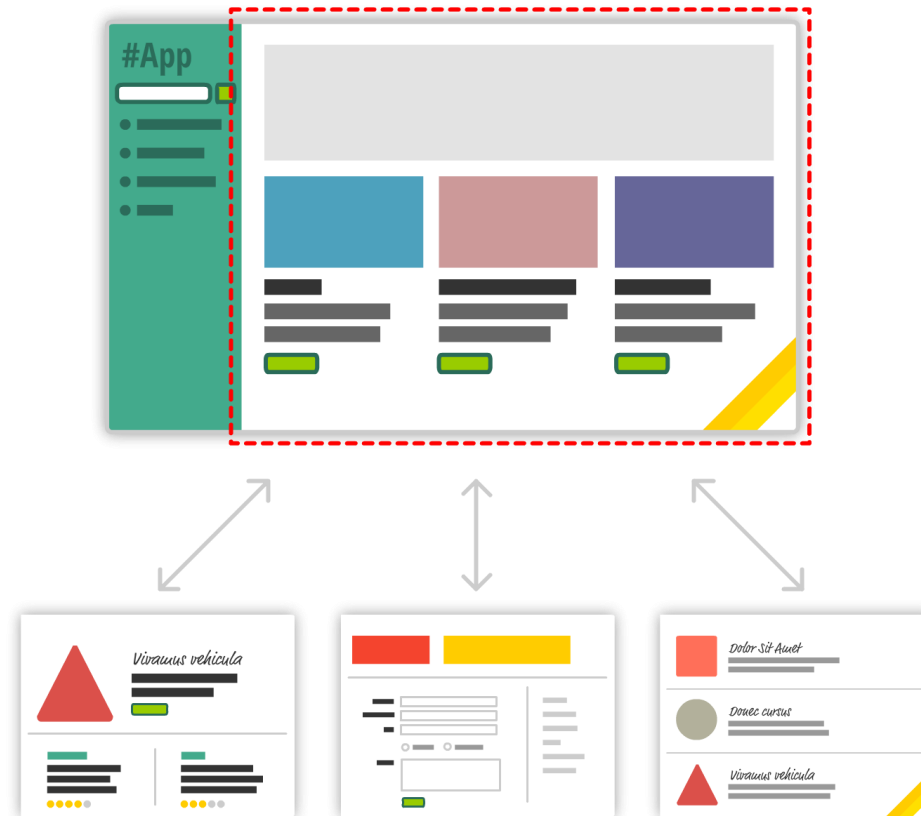 #App
Vivamus vehicula
Dolor Sit Amet
Donec cursus
Vivamus vehicula